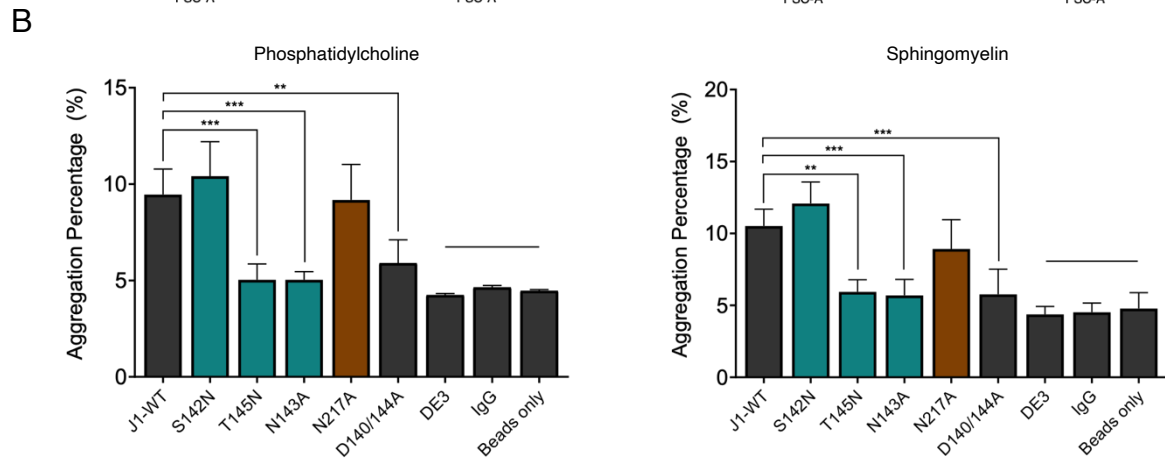 B
Phosphatidylcholine
Aggregation Percentage (%)
15
10
5
0
**
***
***
J1-WT
S142N
T145N
N143A
N217A
D140/144A
DE3
IgG
Beads only
Sphingomyelin
Aggregation Percentage (%)
20
15
10
5
0
***
***
**
J1-WT
S142N
T145N
N143A
N217A
D140/144A
DE3
IgG
Beads only